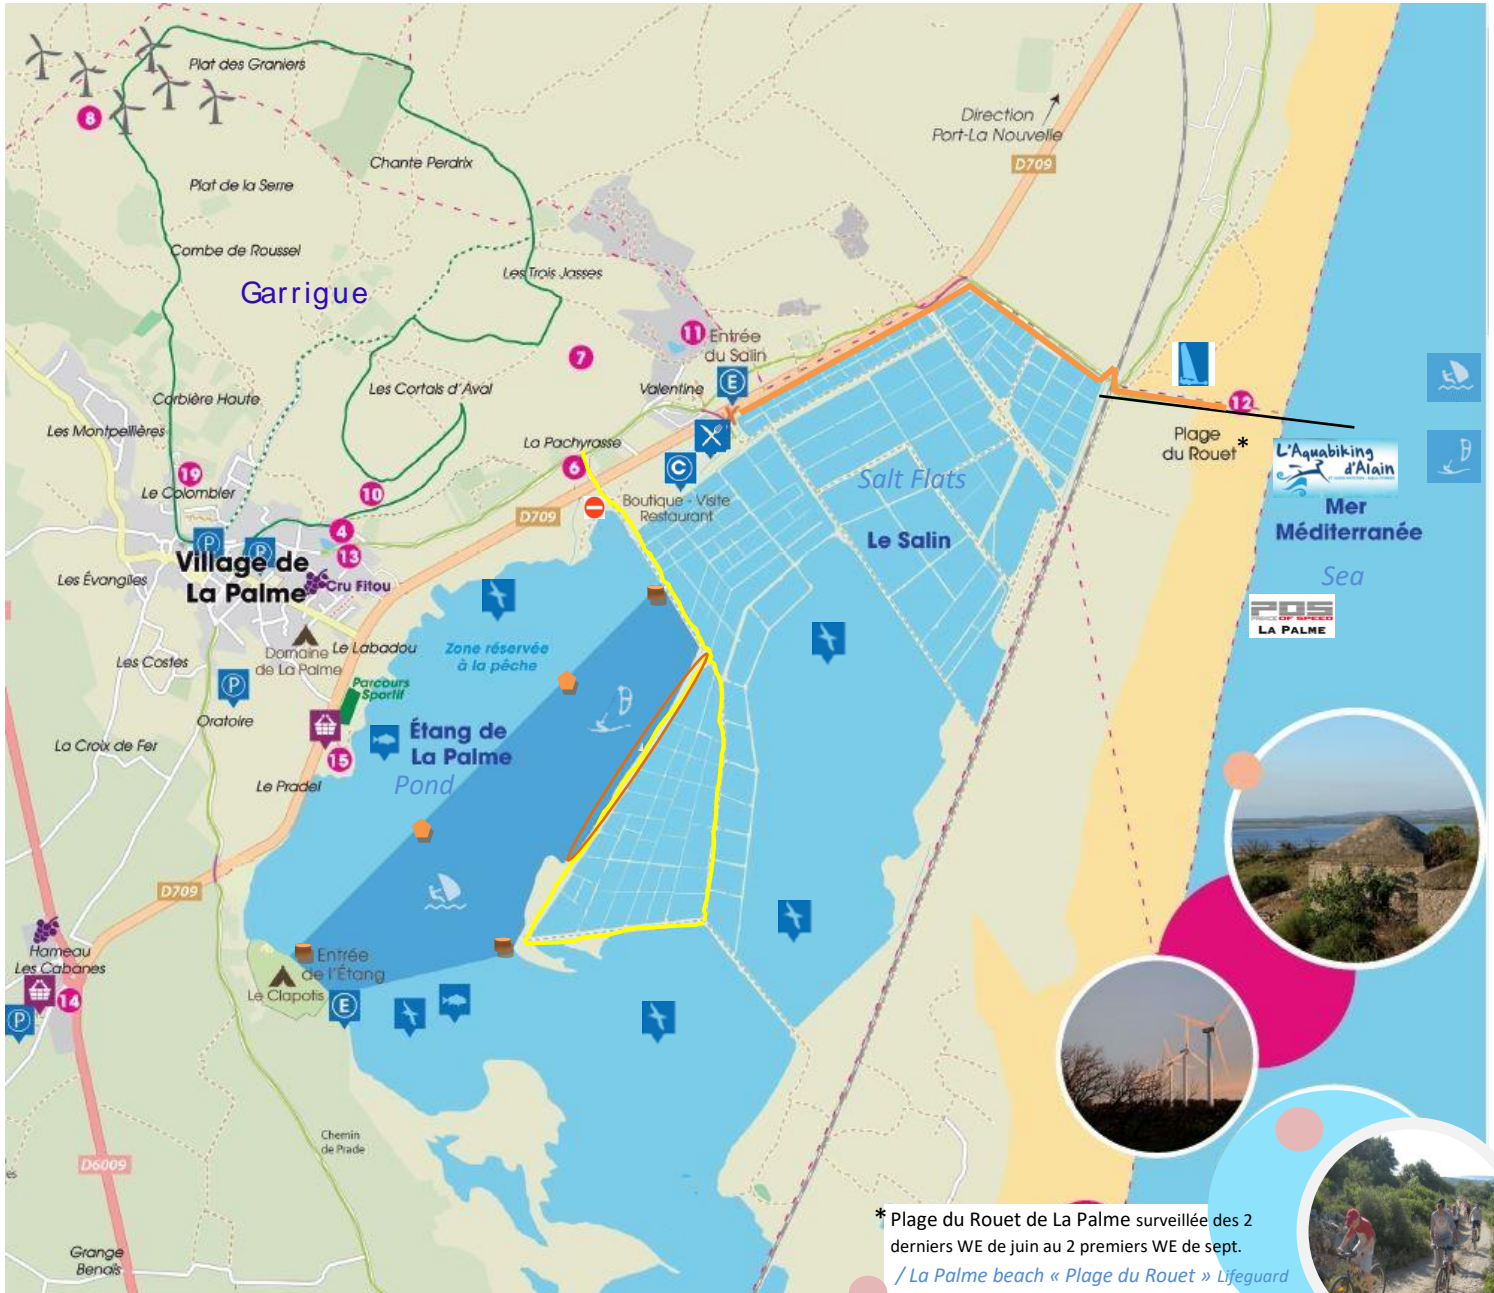 Plat des Graniers
8
Direction
Port-La Nouvelle
D709
Chante Perdrix
Plat de la Serre
Combe de Roussel
Les Trois Jasses
Garrigue
11
Entrée
du Salin
7
E
Les Cortals d'Aval
Valentine
Corbière Haute
12
Les Montpellières
La Pachyrasse
Plage
du Rouet *
L'Aquabiking
d'Alain
6
C
19
Le Colombier
10
Boutique - Visite
Restaurant
Salt Flats
D709
Mer
Méditerranée
4
P
P
13
Le Salin
Village de
La Palme
Cru Fitou
Les Évangiles
Sea
POS
PRINCE OF SPEED
LA PALME
Domaine
de La Palme
Le Labadou
Zone réservée
à la pêche
Les Costes
P
Parcours
Sportif
Oratoire
Étang de
La Palme
La Croix de Fer
15
Pond
Le Pradel
D709
Hameau
Les Cabanes
Entrée
de l'Étang
Le Clapotis
E
14
P
Chemin
de Prade
D6009
es
Grange
Benaïs
* Plage du Rouet de La Palme surveillée des 2
derniers WE de juin au 2 premiers WE de sept.
/ La Palme beach « Plage du Rouet » Lifeguard